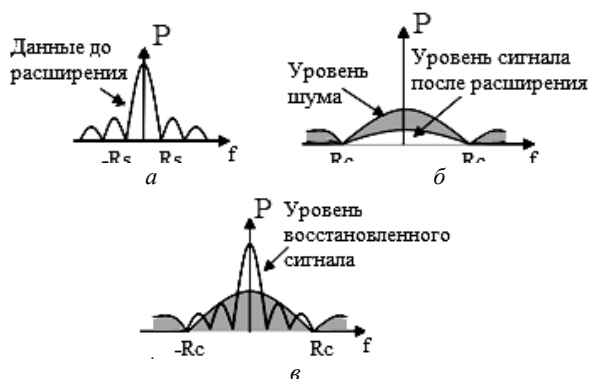 Данные до
расширения
P
-Rs
Rs
f
а
P
Уровень
шума
Уровень сигнала
после расширения
Rc
Rc
f
б
P
Уровень
восстановленного
сигнала
-Rc
Rc
f
в